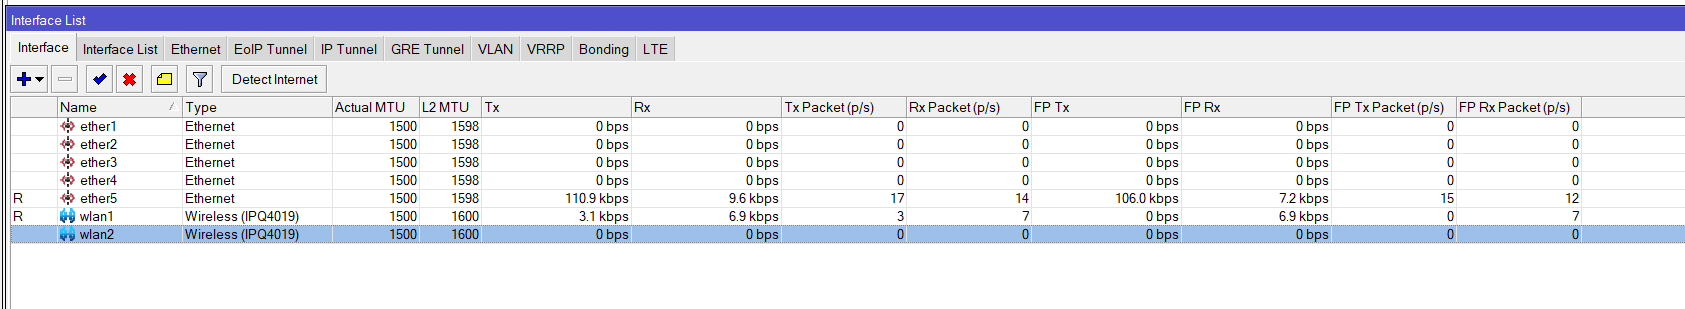 Interface List
Interface Interface List Ethernet EoIP Tunnel IP Tunnel GRE Tunnel VLAN VRRP Bonding LTE
Detect Internet
Name Type Actual MTU L2 MTU Tx Rx Tx Packet (p/s) Rx Packet (p/s) FP Tx FP Rx FP Tx Packet (p/s) FP Rx Packet (p/s)
ether1 Ethernet 1500 1598 0 bps 0 bps 0 0 0 bps 0 bps 0 0
ether2 Ethernet 1500 1598 0 bps 0 bps 0 0 0 bps 0 bps 0 0
ether3 Ethernet 1500 1598 0 bps 0 bps 0 0 0 bps 0 bps 0 0
ether4 Ethernet 1500 1598 0 bps 0 bps 0 0 0 bps 0 bps 0 0
R ether5 Ethernet 1500 1598 110.9 kbps 9.6 kbps 17 14 106.0 kbps 7.2 kbps 15 12
R wlan1 Wireless (IPQ4019) 1500 1600 3.1 kbps 6.9 kbps 3 7 0 bps 6.9 kbps 0 7
wlan2 Wireless (IPQ4019) 1500 1600 0 bps 0 bps 0 0 0 bps 0 bps 0 0